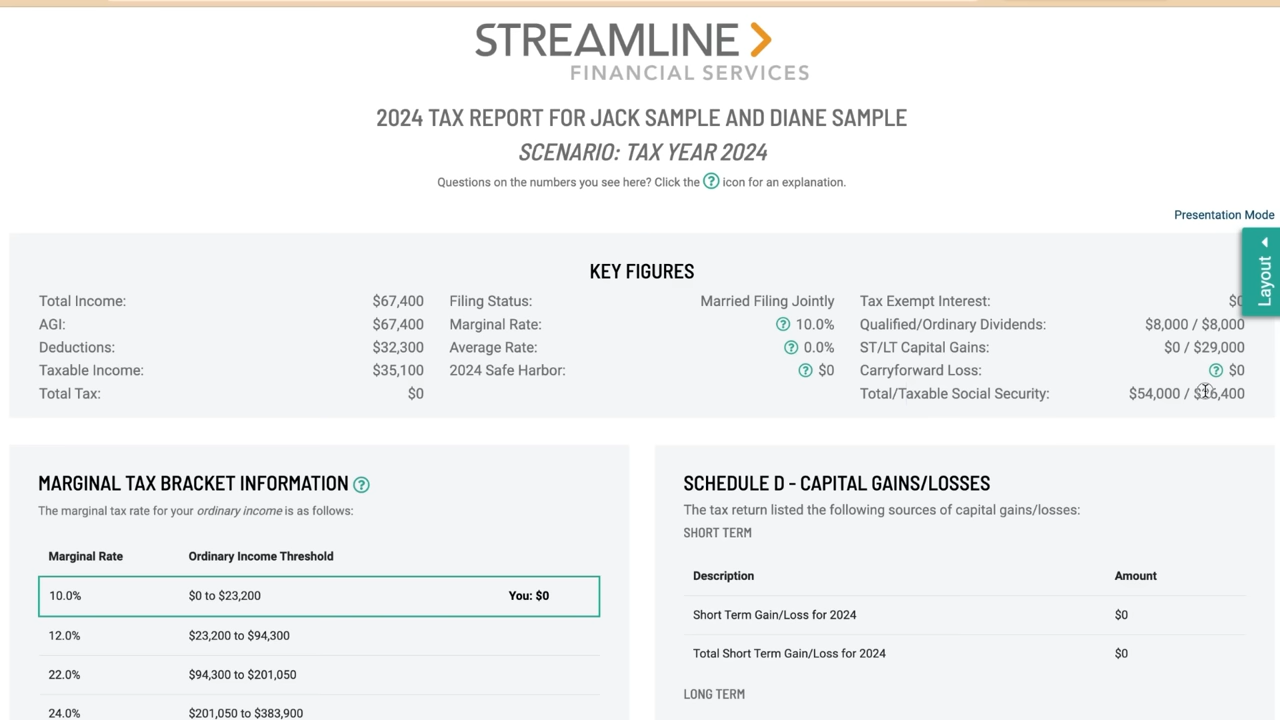 STREAMLINE
FINANCIAL SERVICES
2024 TAX REPORT FOR JACK SAMPLE AND DIANE SAMPLE
SCENARIO: TAX YEAR 2024
Questions on the numbers you see here? Click the ? icon for an explanation.
Presentation Mode
Layout
KEY FIGURES
Total Income: $67,400
AGI: $67,400
Deductions: $32,300
Taxable Income: $35,100
Total Tax: $0
Filing Status: Married Filing Jointly
Marginal Rate: ? 10.0%
Average Rate: ? 0.0%
2024 Safe Harbor: ? $0
Tax Exempt Interest: $0
Qualified/Ordinary Dividends: $8,000 / $8,000
ST/LT Capital Gains: $0 / $29,000
Carryforward Loss: ? $0
Total/Taxable Social Security: $54,000 /
MARGINAL TAX BRACKET INFORMATION ?
The marginal tax rate for your ordinary income is as follows:
Marginal Rate Ordinary Income Threshold
10.0% $0 to $23,200 You: $0
12.0% $23,200 to $94,300
22.0% $94,300 to $201,050
24.0% $201,050 to $383,900
SCHEDULE D - CAPITAL GAINS/LOSSES
The tax return listed the following sources of capital gains/losses:
SHORT TERM
Description Amount
Short Term Gain/Loss for 2024 $0
Total Short Term Gain/Loss for 2024 $0
LONG TERM